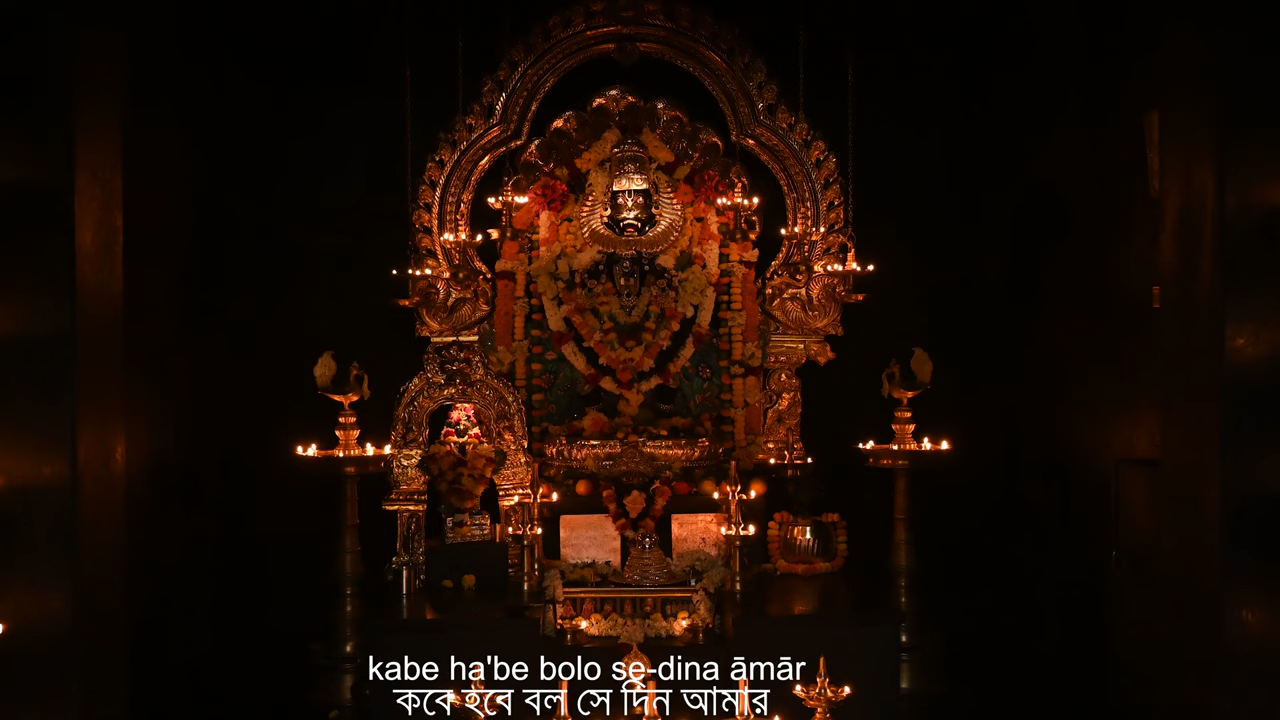 kabe ha'be bolo se-dina āmār
কবে হবে বল সে দিন আমার